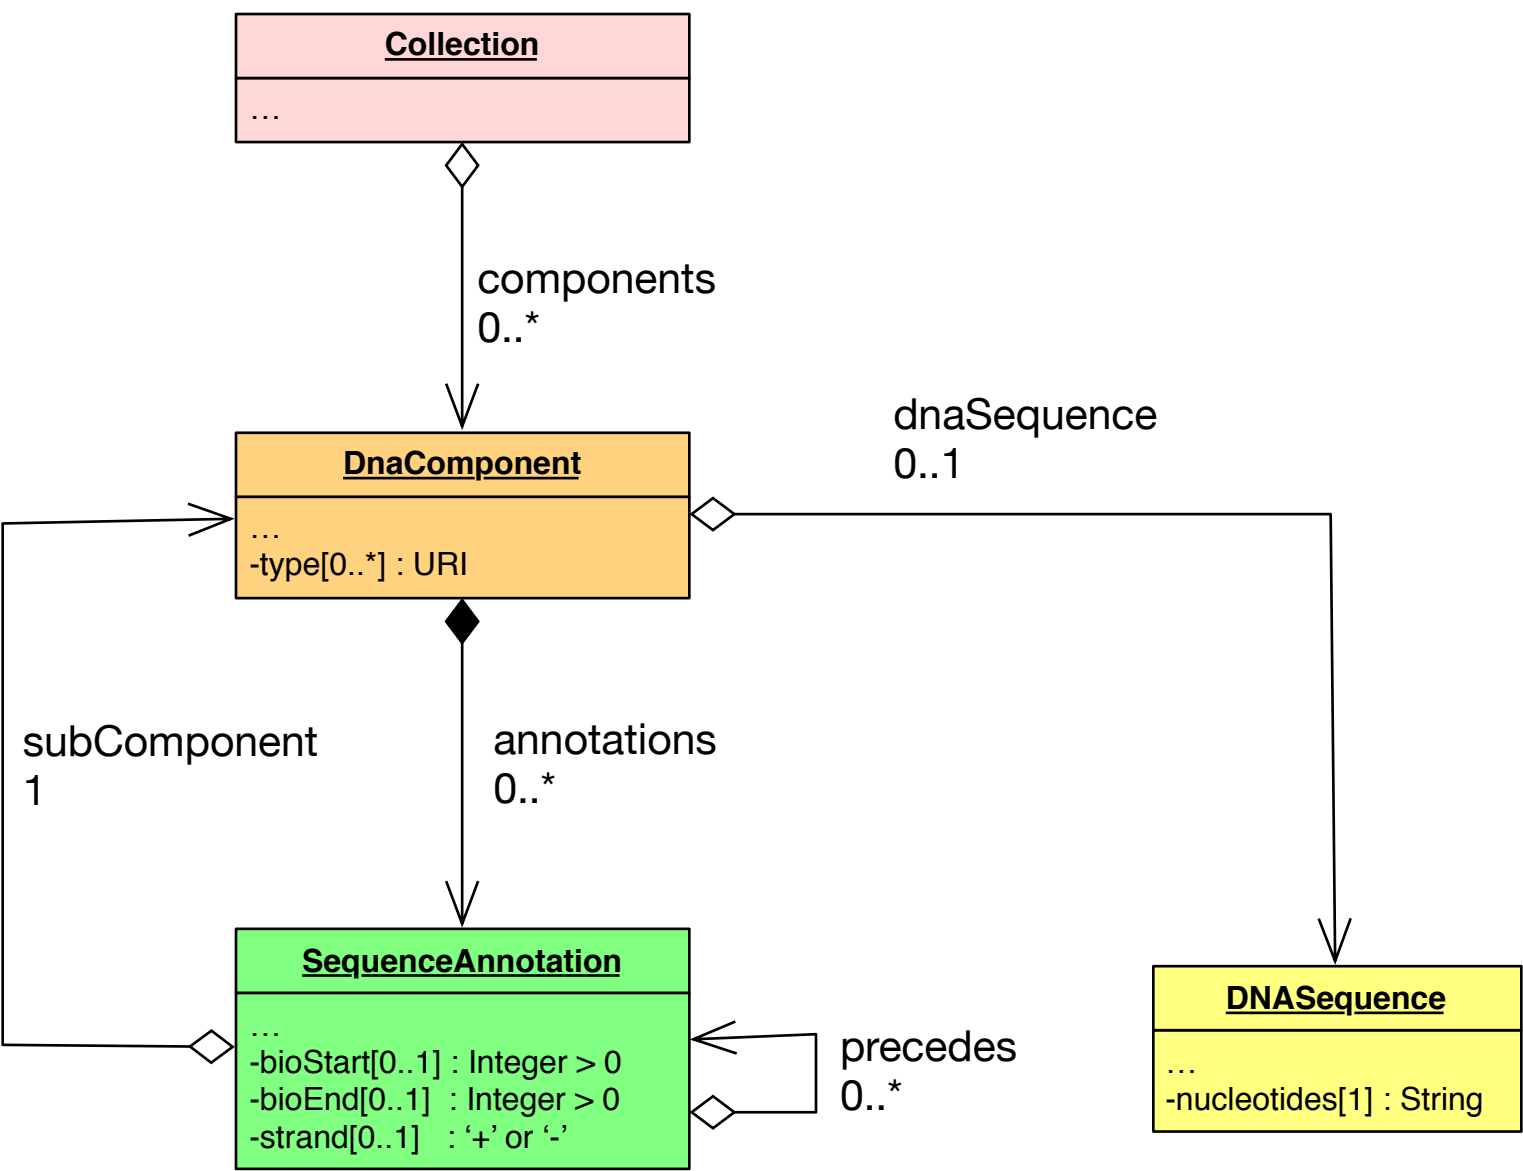 Collection
…
components
0..*
dnaSequence
0..1
DnaComponent
…
-type[0..*] : URI
subComponent
1
annotations
0..*
SequenceAnnotation
…
-bioStart[0..1] : Integer > 0
-bioEnd[0..1] : Integer > 0
-strand[0..1] : ‘+’ or ‘-’
precedes
0..*
DNASequence
…
-nucleotides[1] : String